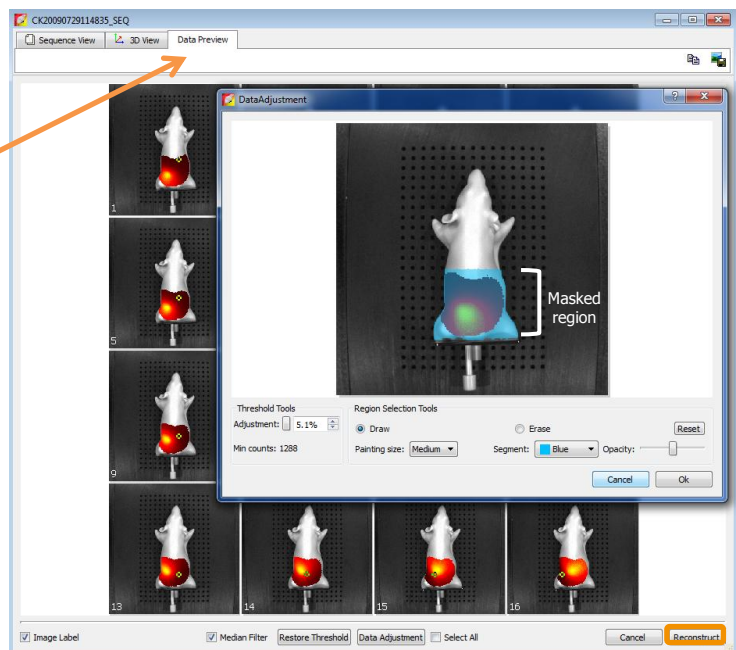 CK20090729114835_SEQ
Sequence View 3D View Data Preview
DataAdjustment
1
5
9
Masked
region
Threshold Tools
Adjustment: 5.1%
Min counts: 1288
Region Selection Tools
Draw Erase Reset
Painting size: Medium Segment: Blue Opacity:
Cancel Ok
13 14 15 16
Image Label Median Filter Restore Threshold Data Adjustment Select All Cancel Reconstruct